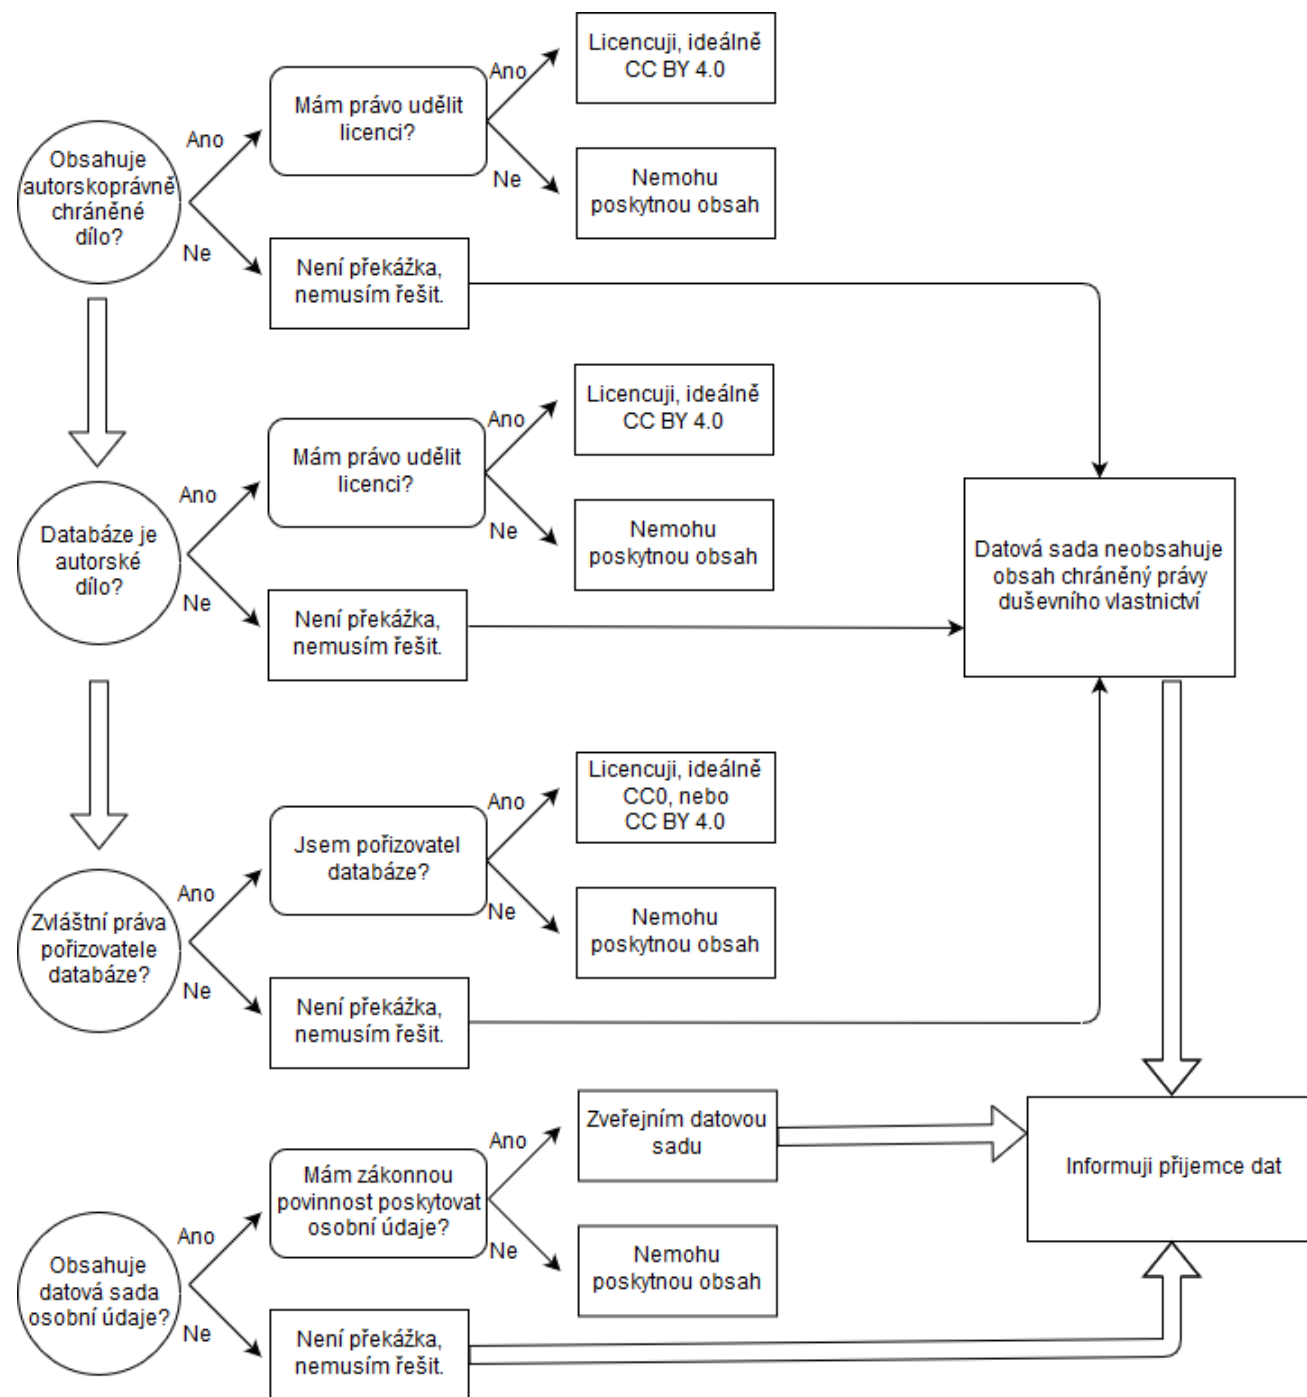 Obsahuje
autorskoprávně
chráněné
dílo?
Ano
Ne
Mám právo udělit
licenci?
Ano
Ne
Licencuji, ideálně
CC BY 4.0
Nemohu
poskytnou obsah
Není překážka,
nemusím řešit.
Databáze je
autorské
dílo?
Ano
Ne
Mám právo udělit
licenci?
Ano
Ne
Licencuji, ideálně
CC BY 4.0
Nemohu
poskytnou obsah
Není překážka,
nemusím řešit.
Datová sada neobsahuje
obsah chráněný právy
duševního vlastnictví
Zvláštní práva
pořizovatele
databáze?
Ano
Ne
Jsem pořizovatel
databáze?
Ano
Ne
Licencuji, ideálně
CC0, nebo
CC BY 4.0
Nemohu
poskytnou obsah
Není překážka,
nemusím řešit.
Obsahuje
datová sada
osobní údaje?
Ano
Ne
Mám zákonnou
povinnost poskytovat
osobní údaje?
Ano
Ne
Zveřejním datovou
sadu
Nemohu
poskytnou obsah
Není překážka,
nemusím řešit.
Informuji přijemce dat